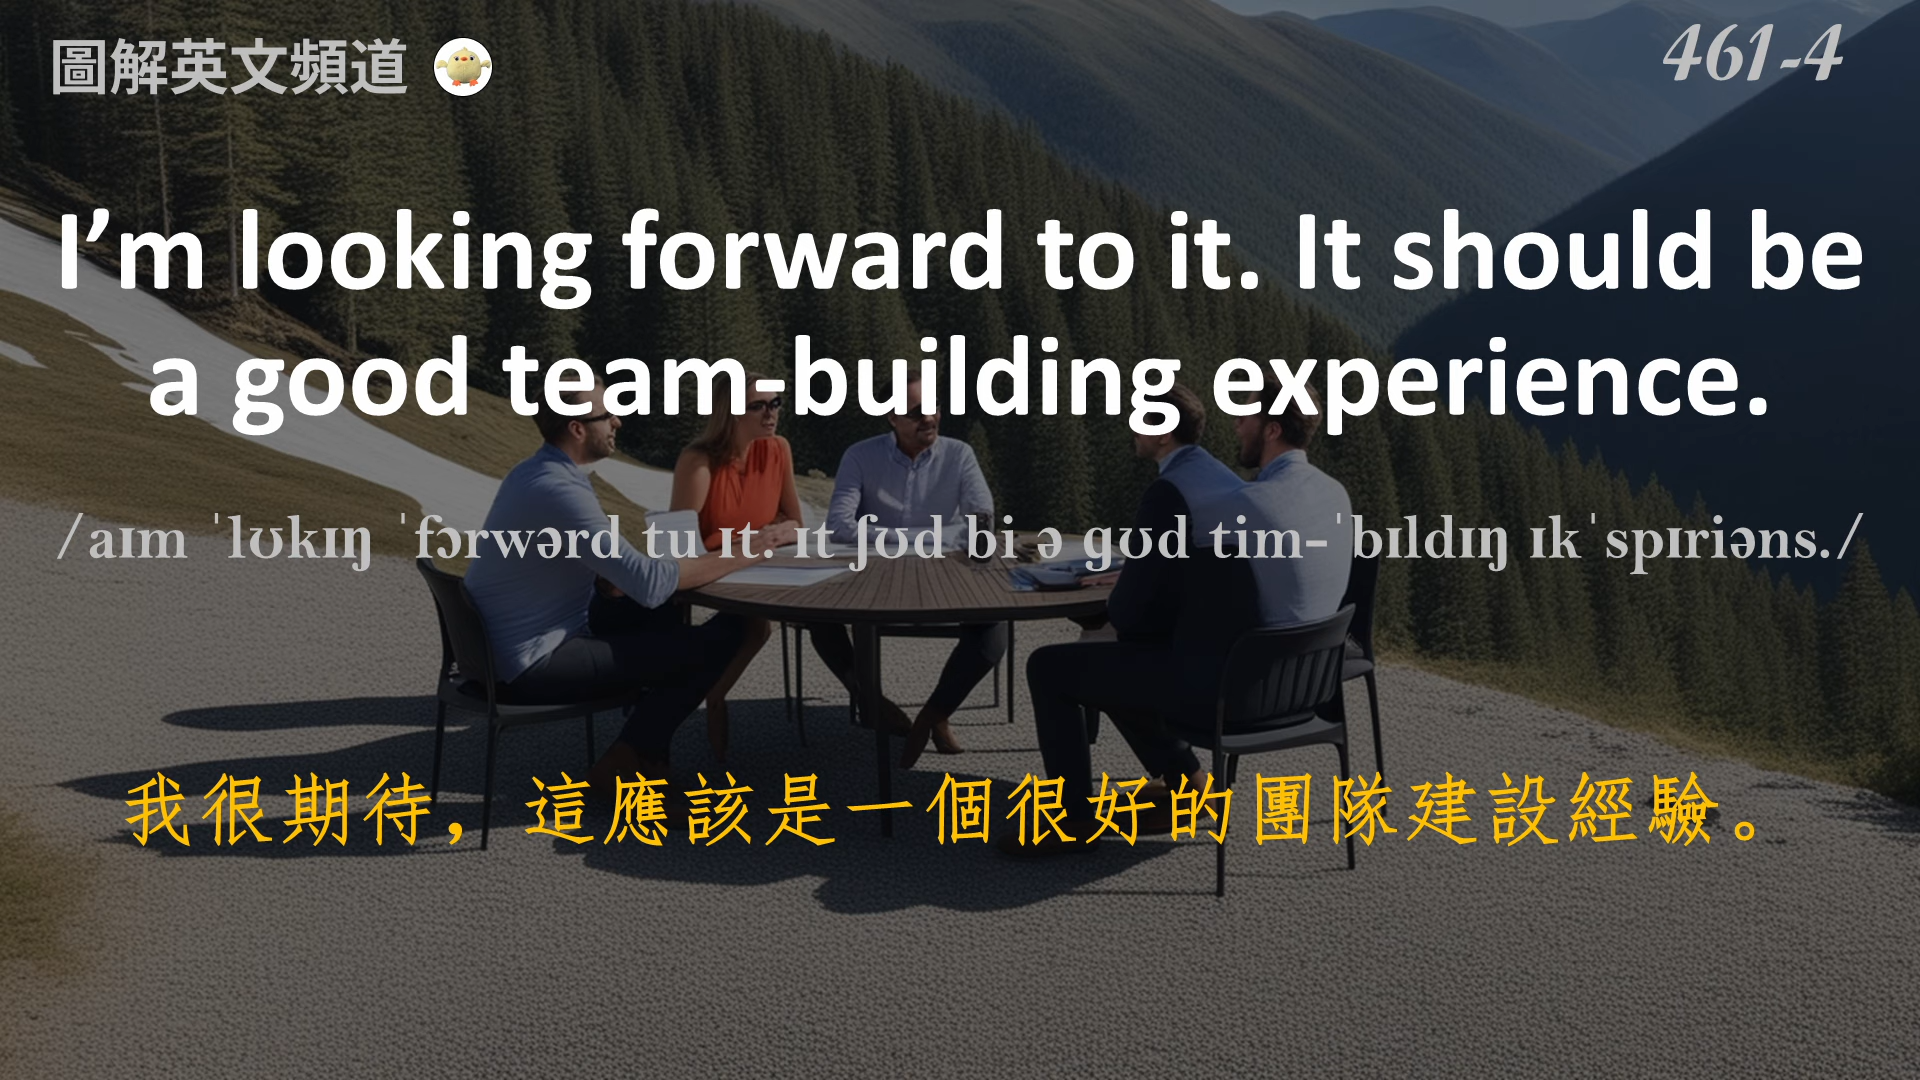 圖解英文頻道
461-4
I’m looking forward to it. It should be
a good team-building experience.
/aɪm ˈlʊkɪŋ ˈfɔrwərd tu ɪt. ɪt ʃʊd bi ə ɡʊd tim-ˈbɪldɪŋ ɪkˈspɪriəns./
我很期待，這應該是一個很好的團隊建設經驗。